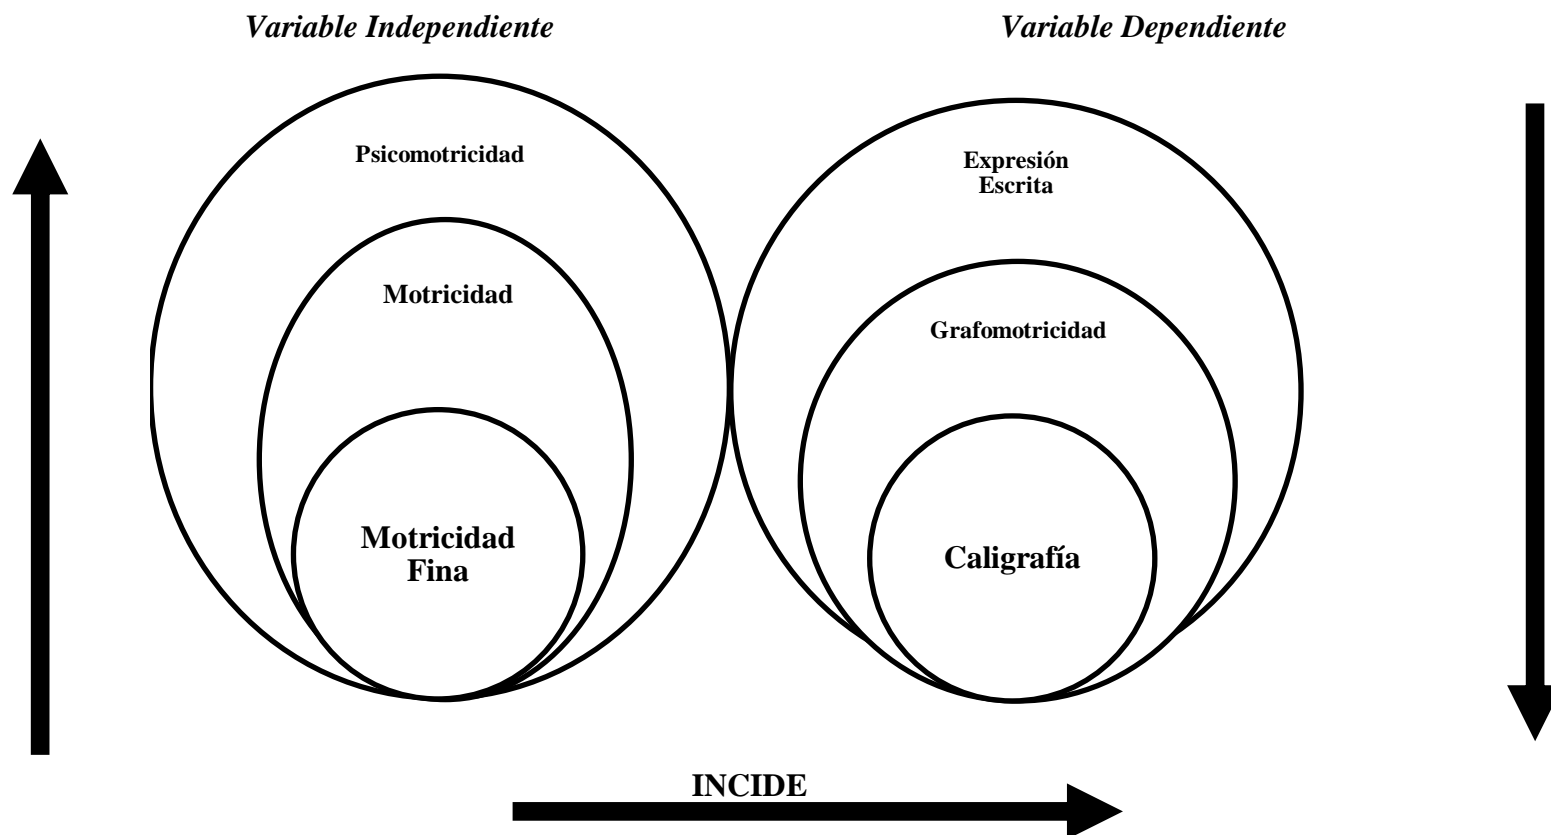 Variable Independiente
Variable Dependiente
Psicomotricidad
Expresión
Escrita
Motricidad
Grafomotricidad
Motricidad
Fina
Caligrafía
INCIDE